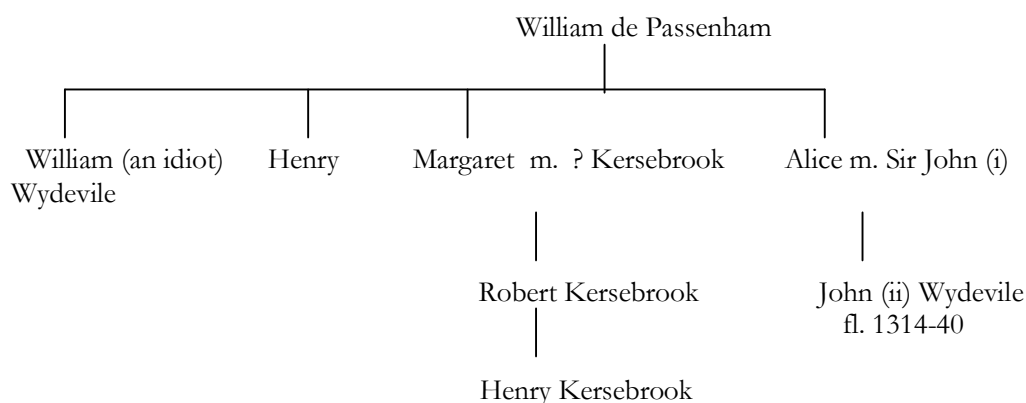 William de Passenham
William (an idiot) Henry Margaret m. ? Kersebrook Alice m. Sir John (i)
Wydevile
Robert Kersebrook John (ii) Wydevile
fl. 1314-40
Henry Kersebrook